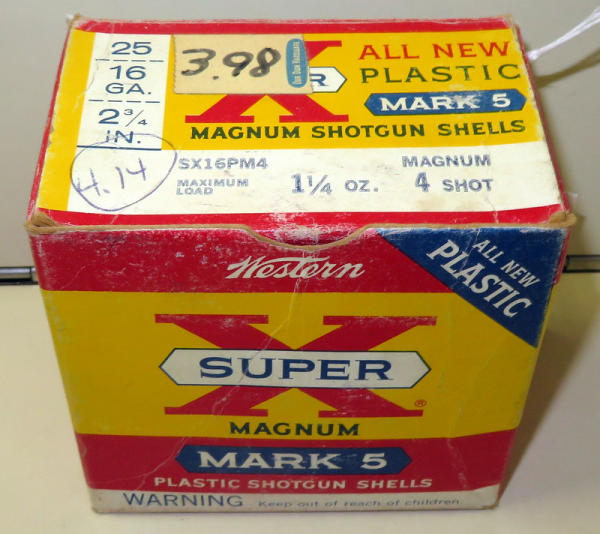 25
16
GA.
2¾
IN.
3.98
R
X
ALL NEW
PLASTIC
MARK 5
MAGNUM SHOTGUN SHELLS
4.14
SX16PM4
MAXIMUM
LOAD
1¼ OZ.
MAGNUM
4 SHOT
Western
ALL NEW
PLASTIC
X
SUPER
®
MAGNUM
MARK 5
PLASTIC SHOTGUN SHELLS
WARNING Keep out of reach of children.